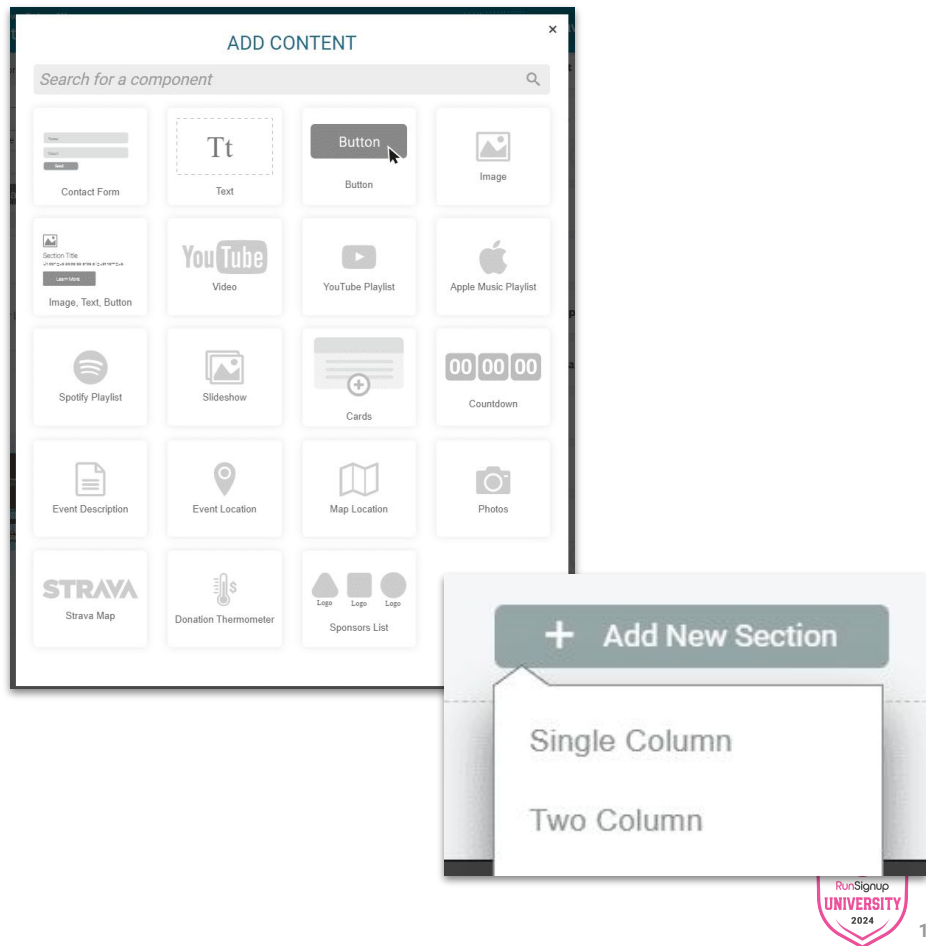 ADD CONTENT
×
Search for a component
Contact Form
Tt
Text
Button
Button
Image
Section Title
Learn More
Image, Text, Button
YouTube
Video
YouTube Playlist
Apple Music Playlist
Spotify Playlist
Slideshow
Cards
00 00 00
Countdown
Event Description
Event Location
Map Location
Photos
STRAVA
Strava Map
$
Donation Thermometer
Logo Logo Logo
Sponsors List
+ Add New Section
Single Column
Two Column
RunSignup
UNIVERSITY
2024
1